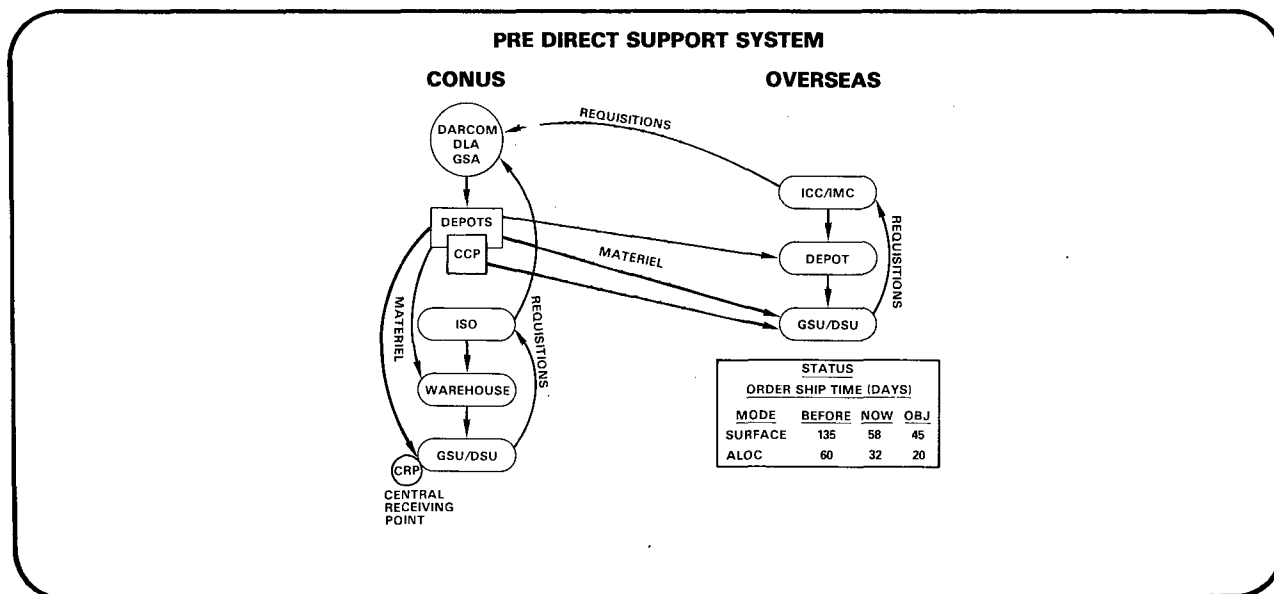 PRE DIRECT SUPPORT SYSTEM
CONUS
OVERSEAS
REQUISITIONS
DARCOM
DLA
GSA
ICC/IMC
DEPOTS
REQUISITIONS
CCP
MATERIEL
DEPOT
MATERIEL
ISO
REQUISITIONS
GSU/DSU
WAREHOUSE
GSU/DSU
CRP
CENTRAL
RECEIVING
POINT
STATUS
ORDER SHIP TIME (DAYS)
MODE BEFORE NOW OBJ
SURFACE 135 58 45
ALOC 60 32 20